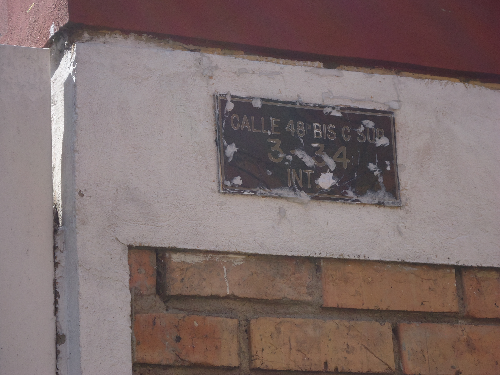 CALLE 48 BIS C SUR
3-34
INT.